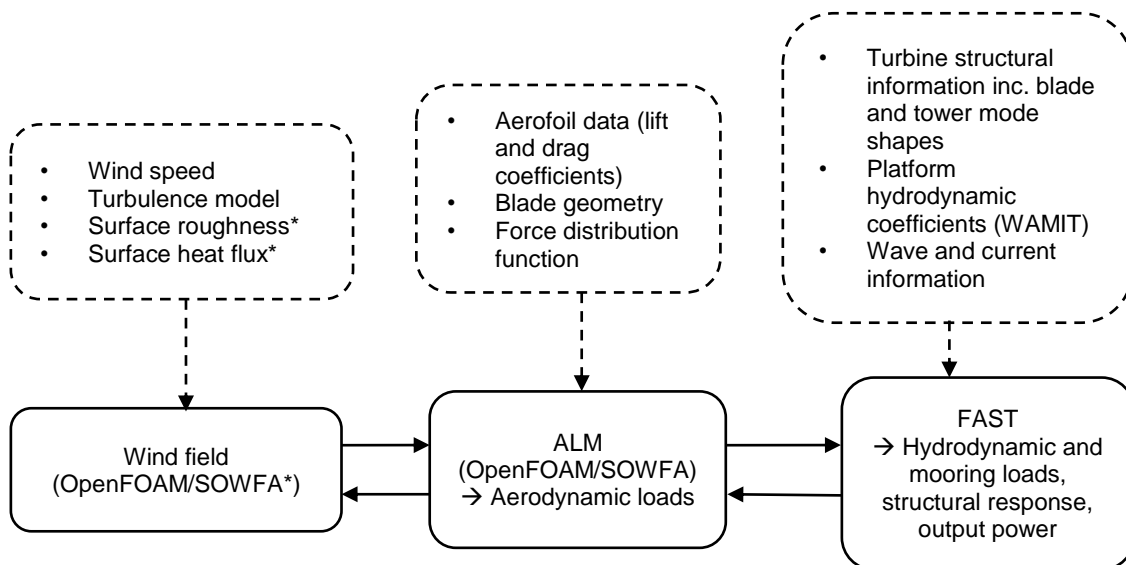 • Wind speed
• Turbulence model
• Surface roughness*
• Surface heat flux*
• Aerofoil data (lift
and drag
coefficients)
• Blade geometry
• Force distribution
function
• Turbine structural
information inc. blade
and tower mode
shapes
• Platform
hydrodynamic
coefficients (WAMIT)
• Wave and current
information
Wind field
(OpenFOAM/SOWFA*)
ALM
(OpenFOAM/SOWFA)
→ Aerodynamic loads
FAST
→ Hydrodynamic and
mooring loads,
structural response,
output power